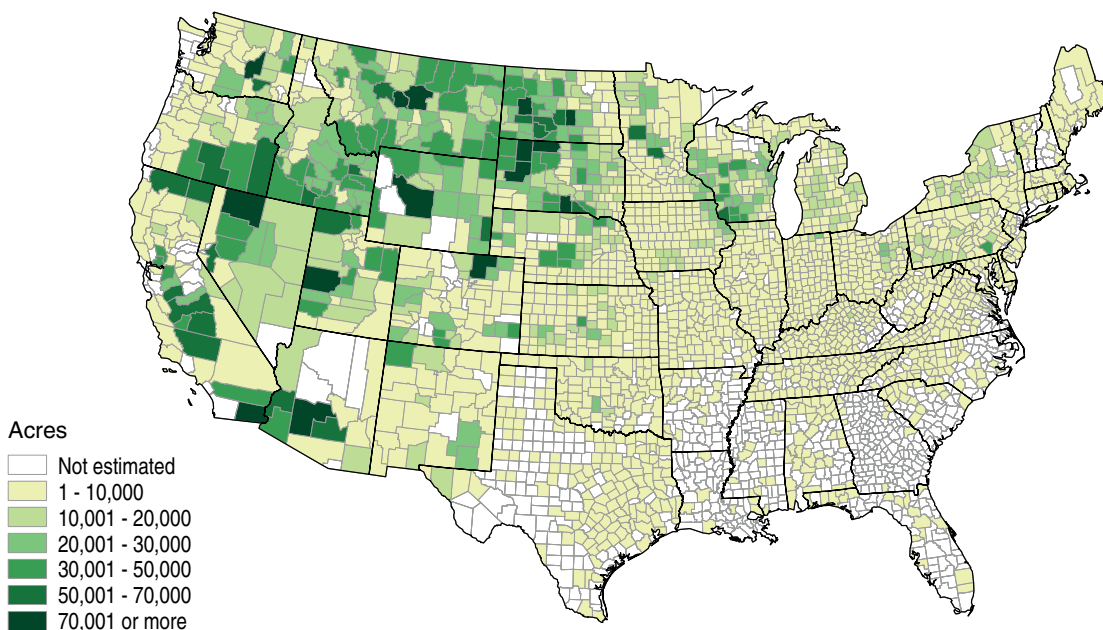 Acres
Not estimated
1 - 10,000
10,001 - 20,000
20,001 - 30,000
30,001 - 50,000
50,001 - 70,000
70,001 or more